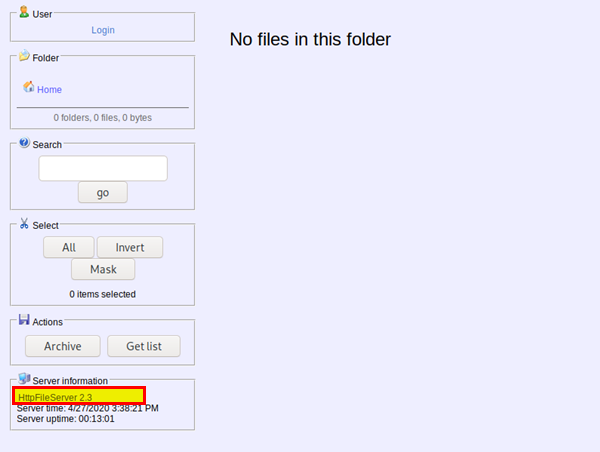 User
Login
No files in this folder
Folder
Home
0 folders, 0 files, 0 bytes
Search
go
Select
All Invert
Mask
0 items selected
Actions
Archive Get list
Server information
HttpFileServer 2.3
Server time: 4/27/2020 3:38:21 PM
Server uptime: 00:13:01